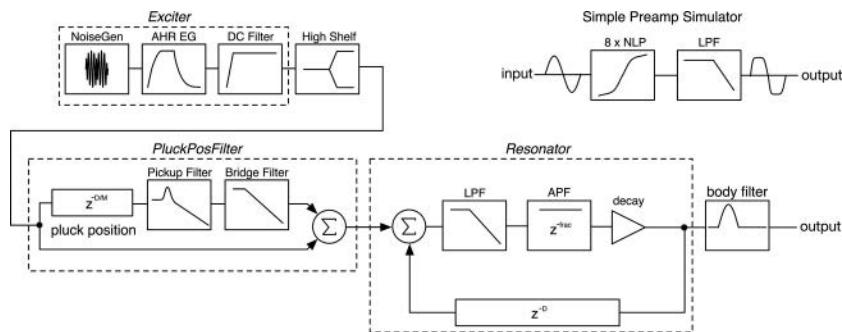 Exciter
NoiseGen
AHR EG
DC Filter
High Shelf
Simple Preamp Simulator
8 x NLP
LPF
input
output
PluckPosFilter
Pickup Filter
Bridge Filter
z-D/M
pluck position
Σ
Resonator
LPF
APF
decay
body filter
Σ
z-frac
output
z-D